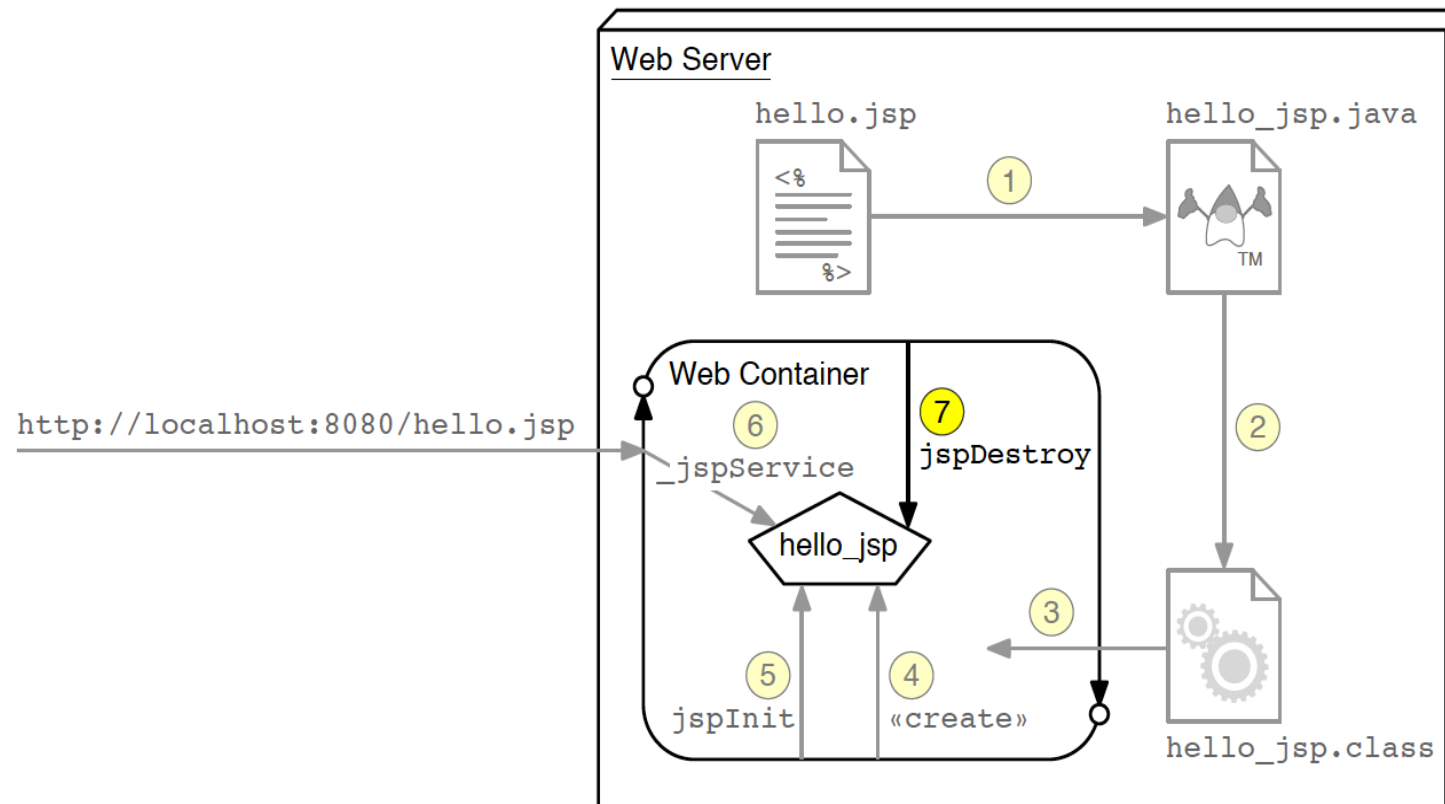 Web Server
hello.jsp
hello_jsp.java
<%
%>
1
TM
Web Container
7
jspDestroy
6
_jspService
http://localhost:8080/hello.jsp
2
hello_jsp
3
5
jspInit
4
«create»
hello_jsp.class